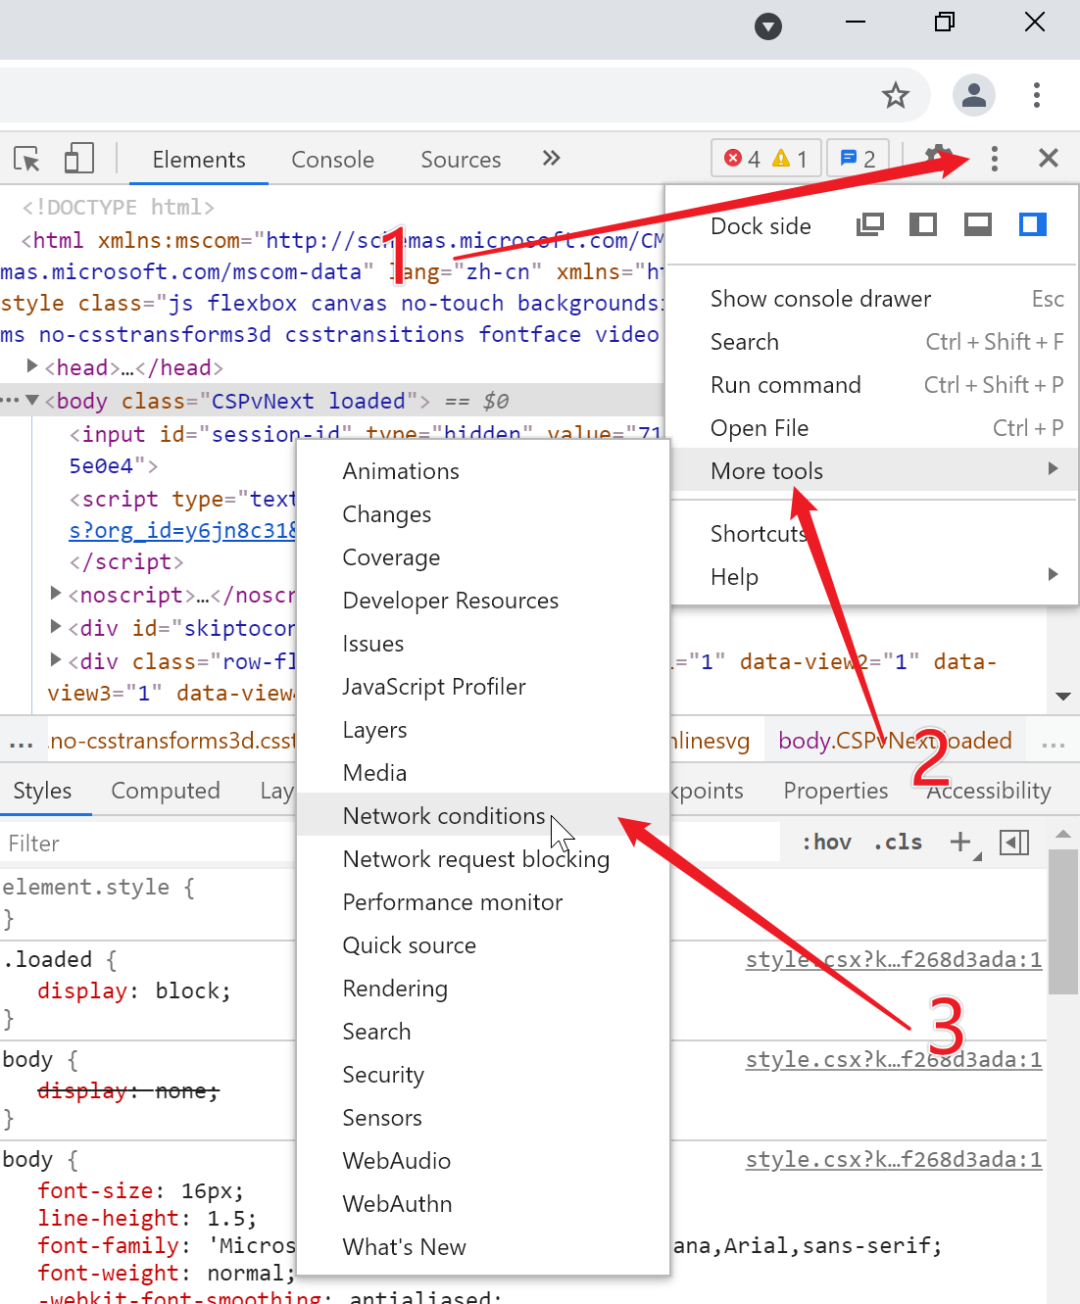 Elements Console Sources » 4 1 2
<!DOCTYPE html>
<html xmlns:mscom="http://schemas.microsoft.com/CM
mas.microsoft.com/mscom-data" lang="zh-cn" xmlns="ht
style class="js flexbox canvas no-touch backgrounds
ms no-csstransforms3d csstransitions fontface video
<head>…</head>
<body class="CSPvNext loaded"> == $0
<input id="session-id" type="hidden" value="71
5e0e4">
<script type="text
s?org_id=y6jn8c31&
</script>
<noscript>…</noscr
<div id="skiptocon
<div class="row-fl ="1" data-view2="1" data-
view3="1" data-view4
1
Dock side
Show console drawer Esc
Search Ctrl + Shift + F
Run command Ctrl + Shift + P
Open File Ctrl + P
More tools
Shortcuts
Help
2
Animations
Changes
Coverage
Developer Resources
Issues
JavaScript Profiler
Layers
Media
Network conditions
Network request blocking
Performance monitor
Quick source
Rendering
Search
Security
Sensors
WebAudio
WebAuthn
What's New
3
... .no-csstransforms3d.csst nlinesvg body.CSPvNext.loaded ...
Styles Computed Lay kpoints Properties Accessibility
Filter :hov .cls +
element.style {
}
.loaded { style.csx?k…f268d3ada:1
display: block;
}
body { style.csx?k…f268d3ada:1
display: none;
}
body { style.csx?k…f268d3ada:1
font-size: 16px;
line-height: 1.5;
font-family: 'Micros ana,Arial,sans-serif;
font-weight: normal;
-webkit-font-smoothing: antialiased;